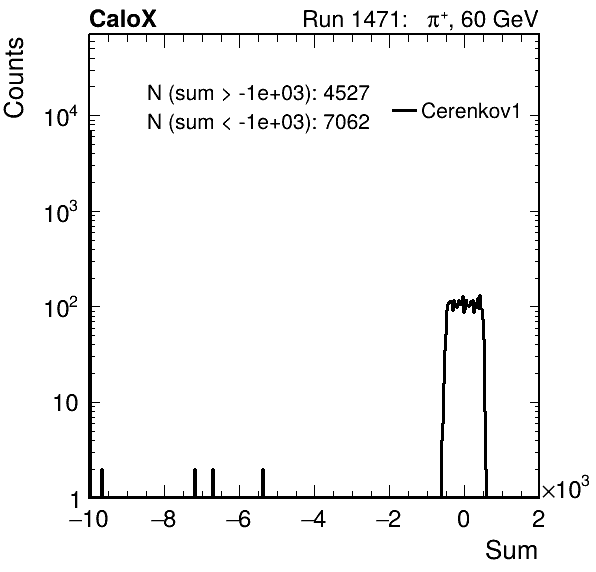 CaloX Run 1471: π⁺, 60 GeV
Counts
N (sum > -1e+03): 4527
N (sum < -1e+03): 7062
Cerenkov1
10⁴
10³
10²
10
1
−10 −8 −6 −4 −2 0 2
×10³
Sum